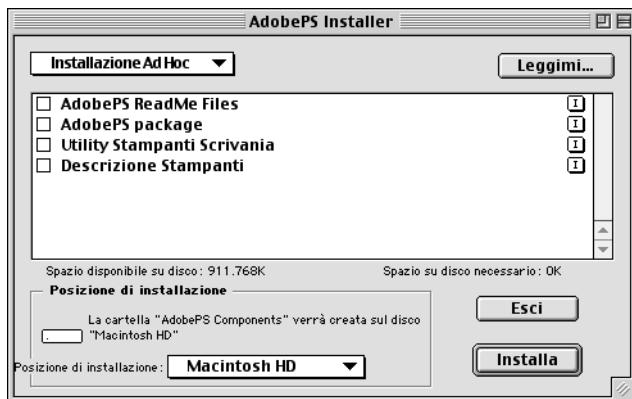 AdobePS Installer
Installazione Ad Hoc
Leggimi...
AdobePS ReadMe Files
AdobePS package
Utility Stampanti Scrivania
Descrizione Stampanti
Spazio disponibile su disco: 911.768K
Spazio su disco necessario: 0K
Posizione di installazione
La cartella "AdobePS Components" verrà creata sul disco
"Macintosh HD"
Posizione di installazione:
Macintosh HD
Esci
Installa